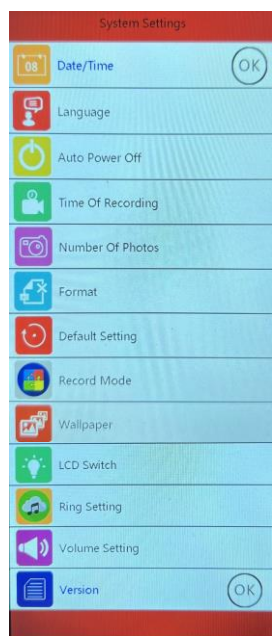 System Settings
08
Date/Time
OK
Language
Auto Power Off
Time Of Recording
Number Of Photos
Format
Default Setting
Record Mode
Wallpaper
LCD Switch
Ring Setting
Volume Setting
Version
OK